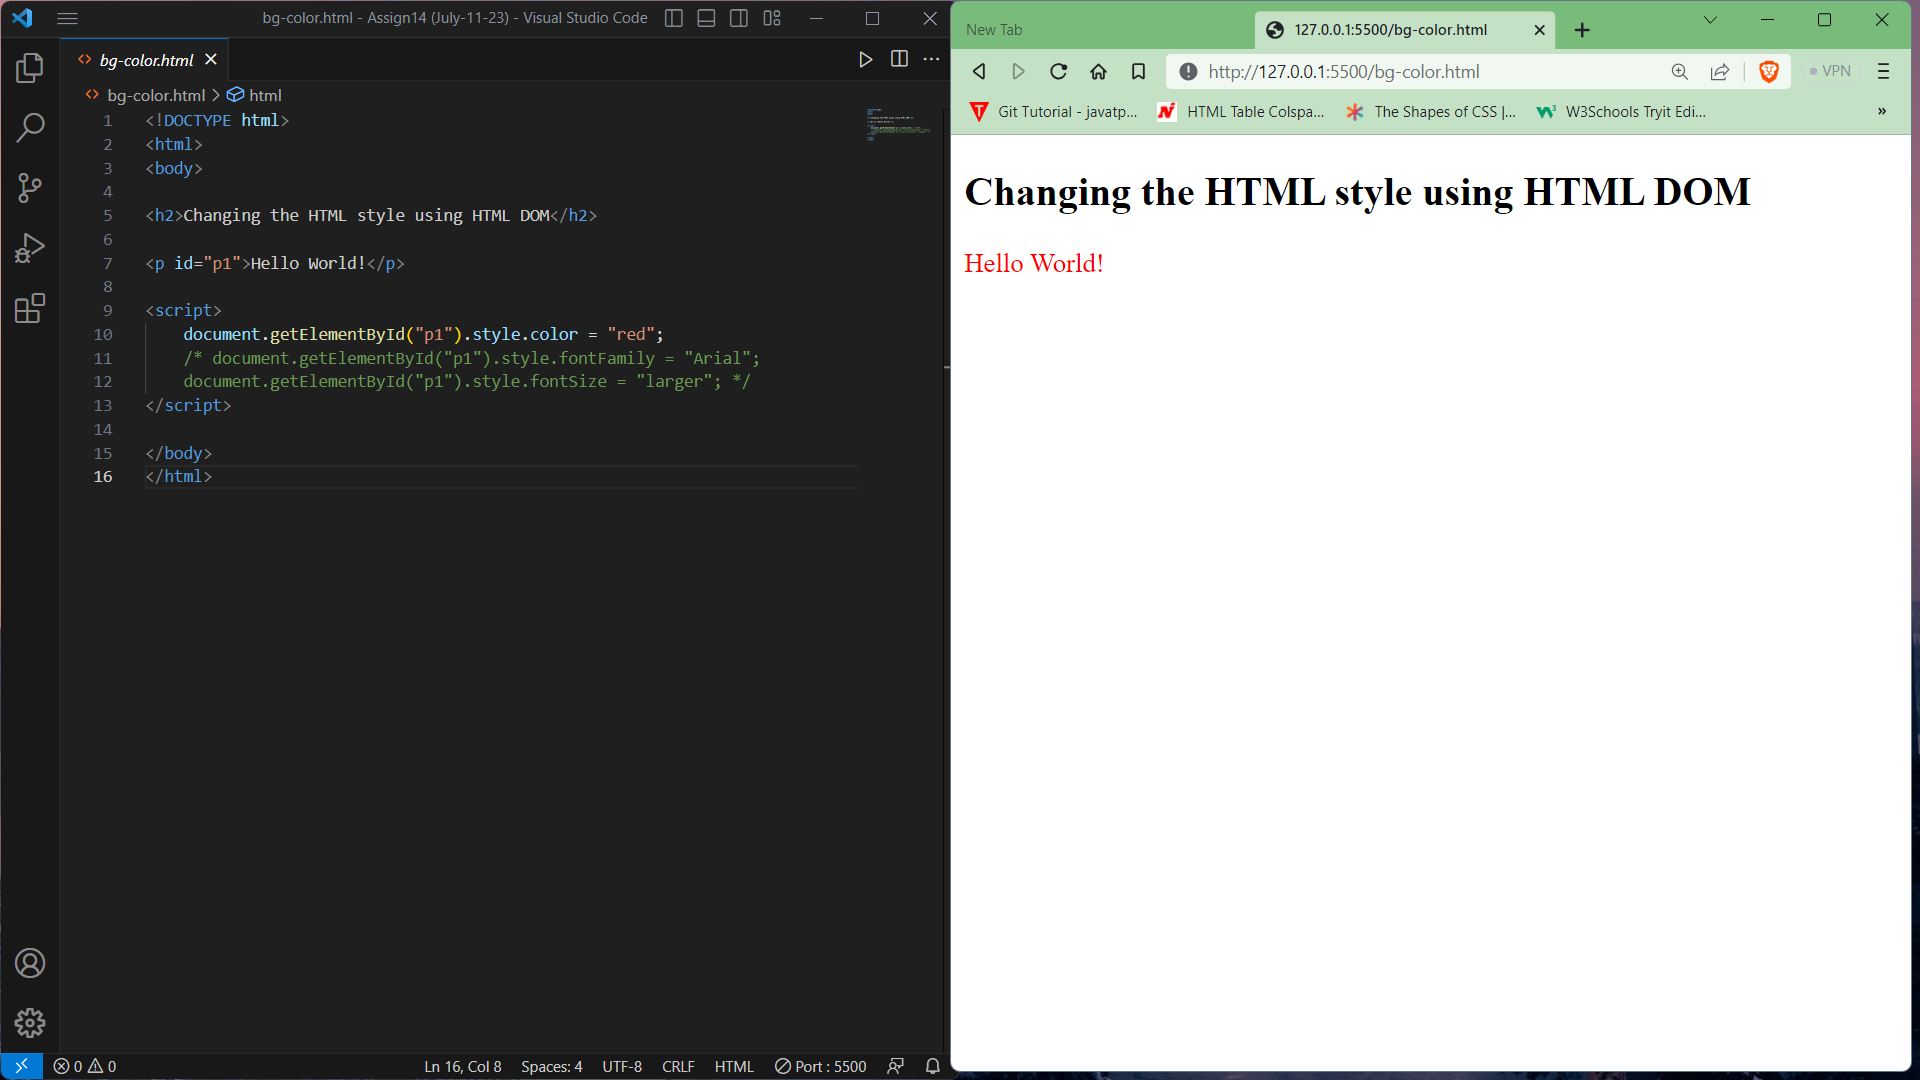 bg-color.html - Assign14 (July-11-23) - Visual Studio Code
bg-color.html
bg-color.html > html
1 <!DOCTYPE html>
2 <html>
3 <body>
4
5 <h2>Changing the HTML style using HTML DOM</h2>
6
7 <p id="p1">Hello World!</p>
8
9 <script>
10 document.getElementById("p1").style.color = "red";
11 /* document.getElementById("p1").style.fontFamily = "Arial";
12 document.getElementById("p1").style.fontSize = "larger"; */
13 </script>
14
15 </body>
16 </html>
0 0 Ln 16, Col 8 Spaces: 4 UTF-8 CRLF HTML Port : 5500
New Tab 127.0.0.1:5500/bg-color.html
http://127.0.0.1:5500/bg-color.html VPN
Git Tutorial - javatp... HTML Table Colspa... The Shapes of CSS |... W3Schools Tryit Edi... »
Changing the HTML style using HTML DOM
Hello World!